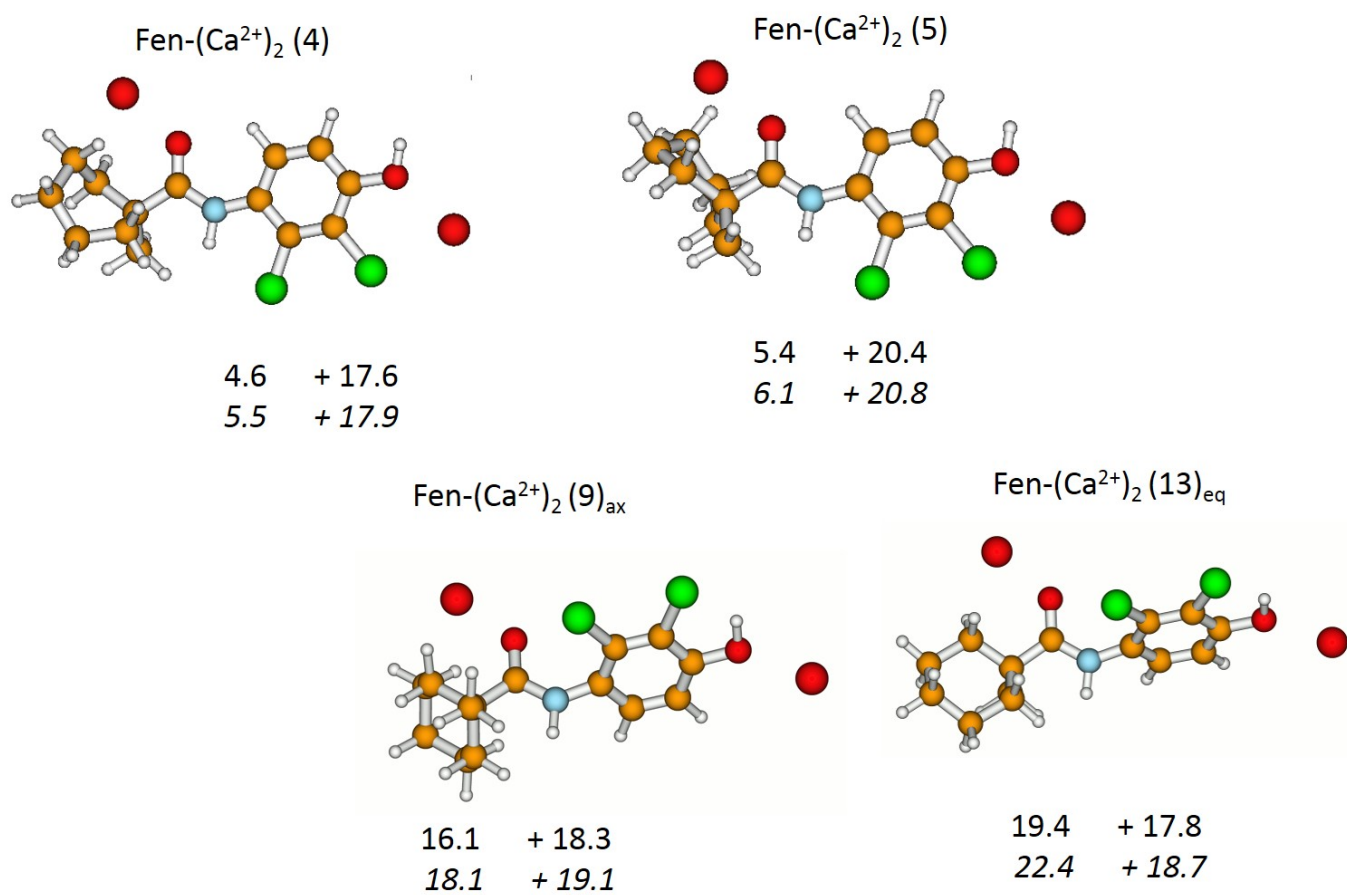 Fen-(Ca²⁺)₂ (4)
Fen-(Ca²⁺)₂ (5)
4.6 + 17.6
5.5 + 17.9
5.4 + 20.4
6.1 + 20.8
Fen-(Ca²⁺)₂ (9)ₐₓ
Fen-(Ca²⁺)₂ (13)eq
16.1 + 18.3
18.1 + 19.1
19.4 + 17.8
22.4 + 18.7